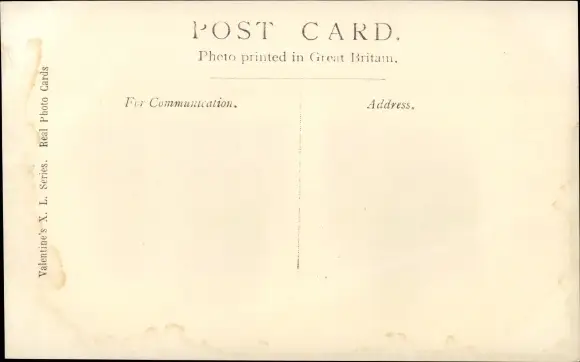 POST CARD.
Photo printed in Great Britain.
For Communication.
Address.
Valentine's X. L. Series. Real Photo Cards